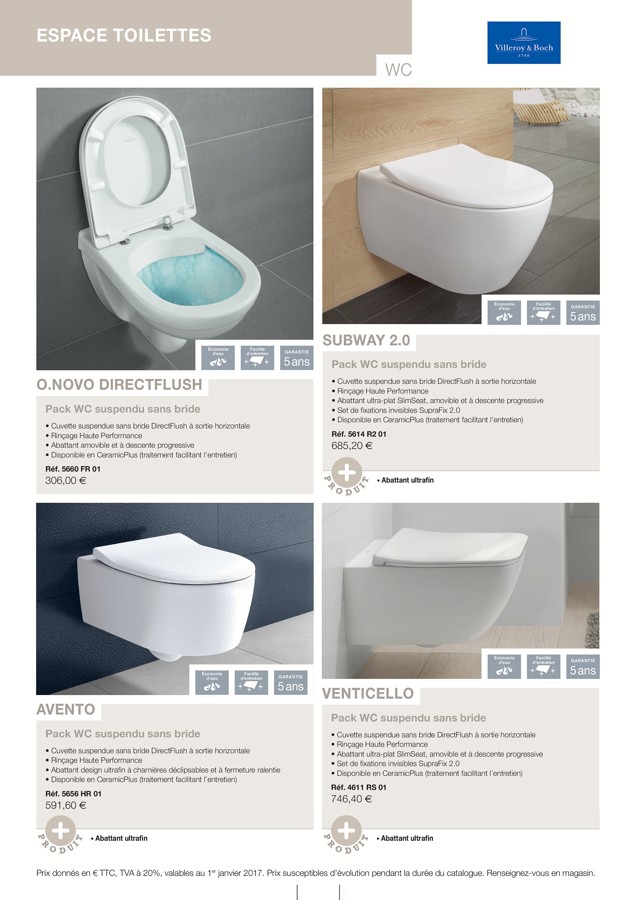 ESPACE TOILETTES
Villeroy & Boch
1748
WC
Économie d'eau
Facilité d'entretien
GARANTIE
5 ans
O.NOVO DIRECTFLUSH
Pack WC suspendu sans bride
• Cuvette suspendue sans bride DirectFlush à sortie horizontale
• Rinçage Haute Performance
• Abattant amovible et à descente progressive
• Disponible en CeramicPlus (traitement facilitant l'entretien)
Réf. 5660 FR 01
306,00 €
Économie d'eau
Facilité d'entretien
GARANTIE
5 ans
SUBWAY 2.0
Pack WC suspendu sans bride
• Cuvette suspendue sans bride DirectFlush à sortie horizontale
• Rinçage Haute Performance
• Abattant ultra-plat SlimSeat, amovible et à descente progressive
• Set de fixations invisibles SupraFix 2.0
• Disponible en CeramicPlus (traitement facilitant l'entretien)
Réf. 5614 R2 01
685,20 €
+
PRODUIT
• Abattant ultrafin
Économie d'eau
Facilité d'entretien
GARANTIE
5 ans
AVENTO
Pack WC suspendu sans bride
• Cuvette suspendue sans bride DirectFlush à sortie horizontale
• Rinçage Haute Performance
• Abattant design ultrafin à charnières déclipsables et à fermeture ralentie
• Disponible en CeramicPlus (traitement facilitant l'entretien)
Réf. 5656 HR 01
591,60 €
+
PRODUIT
• Abattant ultrafin
Économie d'eau
Facilité d'entretien
GARANTIE
5 ans
VENTICELLO
Pack WC suspendu sans bride
• Cuvette suspendue sans bride DirectFlush à sortie horizontale
• Rinçage Haute Performance
• Abattant ultra-plat SlimSeat, amovible et à descente progressive
• Set de fixations invisibles SupraFix 2.0
• Disponible en CeramicPlus (traitement facilitant l'entretien)
Réf. 4611 RS 01
746,40 €
+
PRODUIT
• Abattant ultrafin
Prix donnés en € TTC, TVA à 20%, valables au 1er janvier 2017. Prix susceptibles d'évolution pendant la durée du catalogue. Renseignez-vous en magasin.